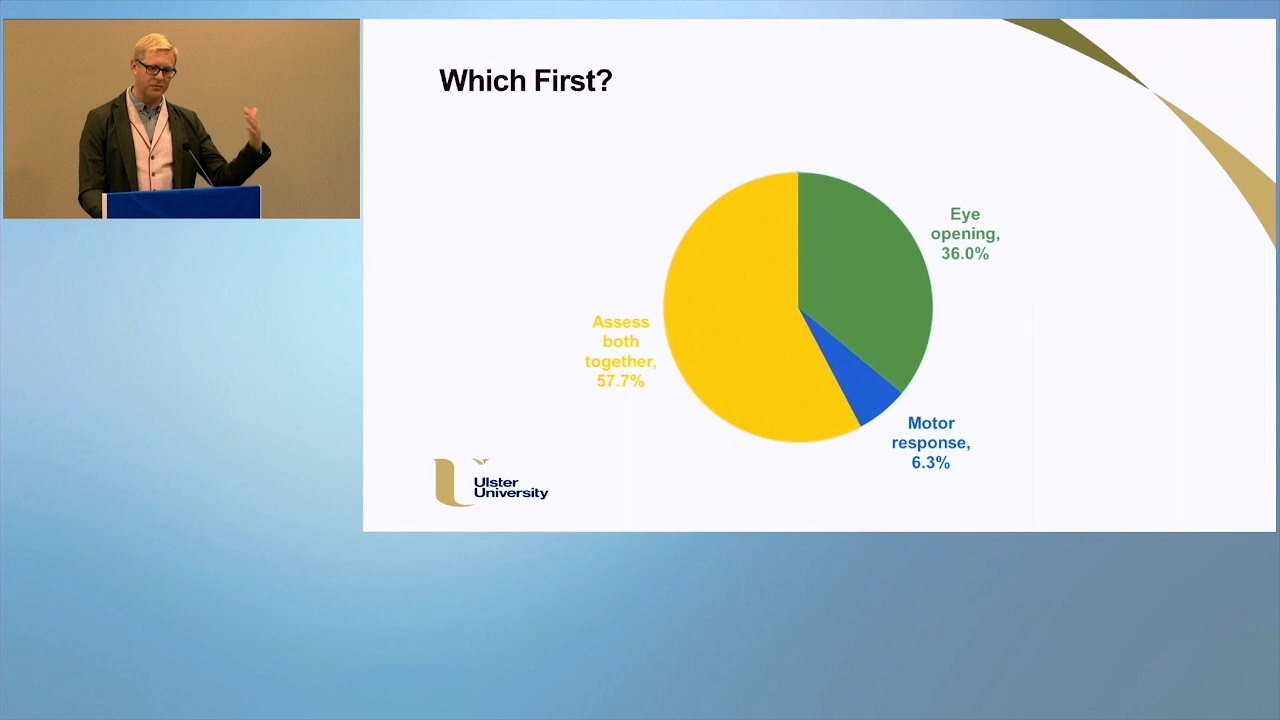 Which First?
Eye
opening,
36.0%
Assess
both
together,
57.7%
Motor
response,
6.3%
Ulster
University